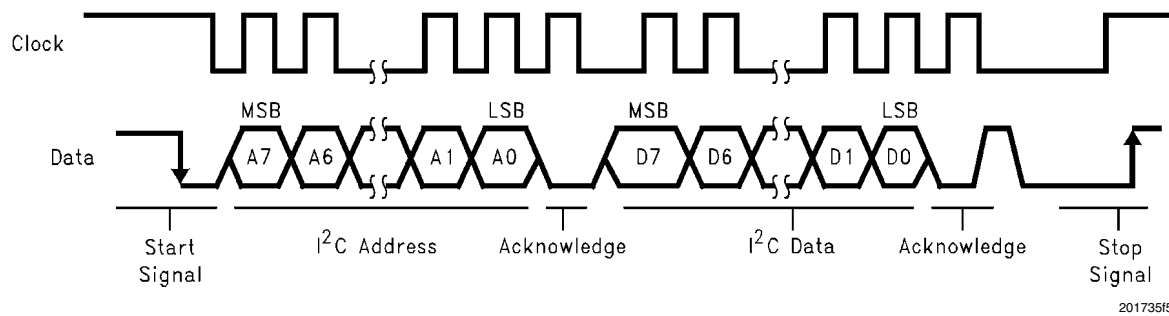 Clock
MSB LSB MSB LSB
Data A7 A6 A1 A0 D7 D6 D1 D0
Start Signal
I²C Address
Acknowledge
I²C Data
Acknowledge
Stop Signal